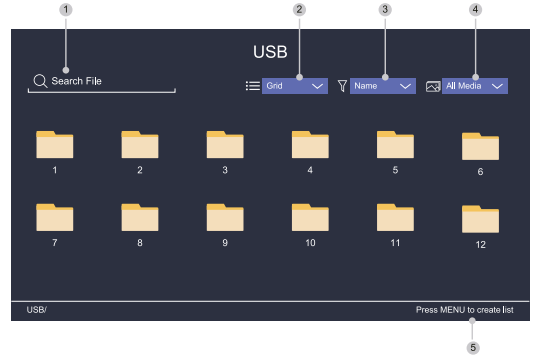 1 2 3 4
USB
Search File Grid Name All Media
1 2 3 4 5 6
7 8 9 10 11 12
USB/ Press MENU to create list
5